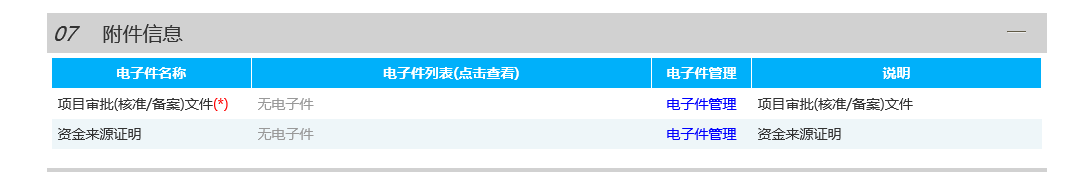 07 附件信息
电子件名称 电子件列表(点击查看) 电子件管理 说明
项目审批(核准/备案)文件(*) 无电子件 电子件管理 项目审批(核准/备案)文件
资金来源证明 无电子件 电子件管理 资金来源证明